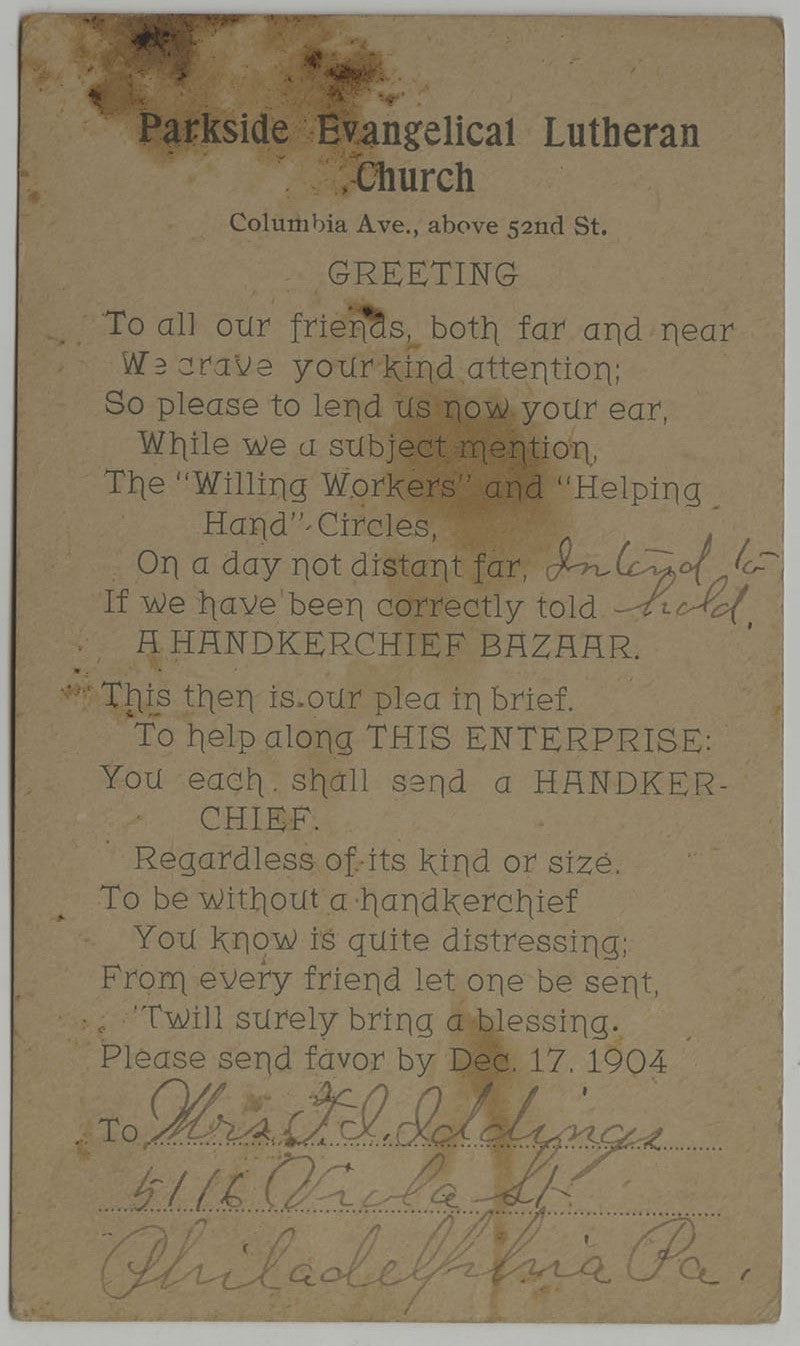 Parkside Evangelical Lutheran
Church
Columbia Ave., above 52nd St.
GREETING
To all our friends, both far and near
We crave your kind attention;
So please to lend us now your ear,
While we a subject mention,
The "Willing Workers" and "Helping
Hand" Circles,
On a day not distant far, Intend to
If we have been correctly told hold,
A HANDKERCHIEF BAZAAR.
This then is our plea in brief.
To help along THIS ENTERPRISE:
You each shall send a HANDKER-
CHIEF.
Regardless of its kind or size.
To be without a handkerchief
You know is quite distressing;
From every friend let one be sent,
'Twill surely bring a blessing.
Please send favor by Dec. 17. 1904
To Mrs. F. I. Iddings
5116 Viola St.
Philadelphia Pa.